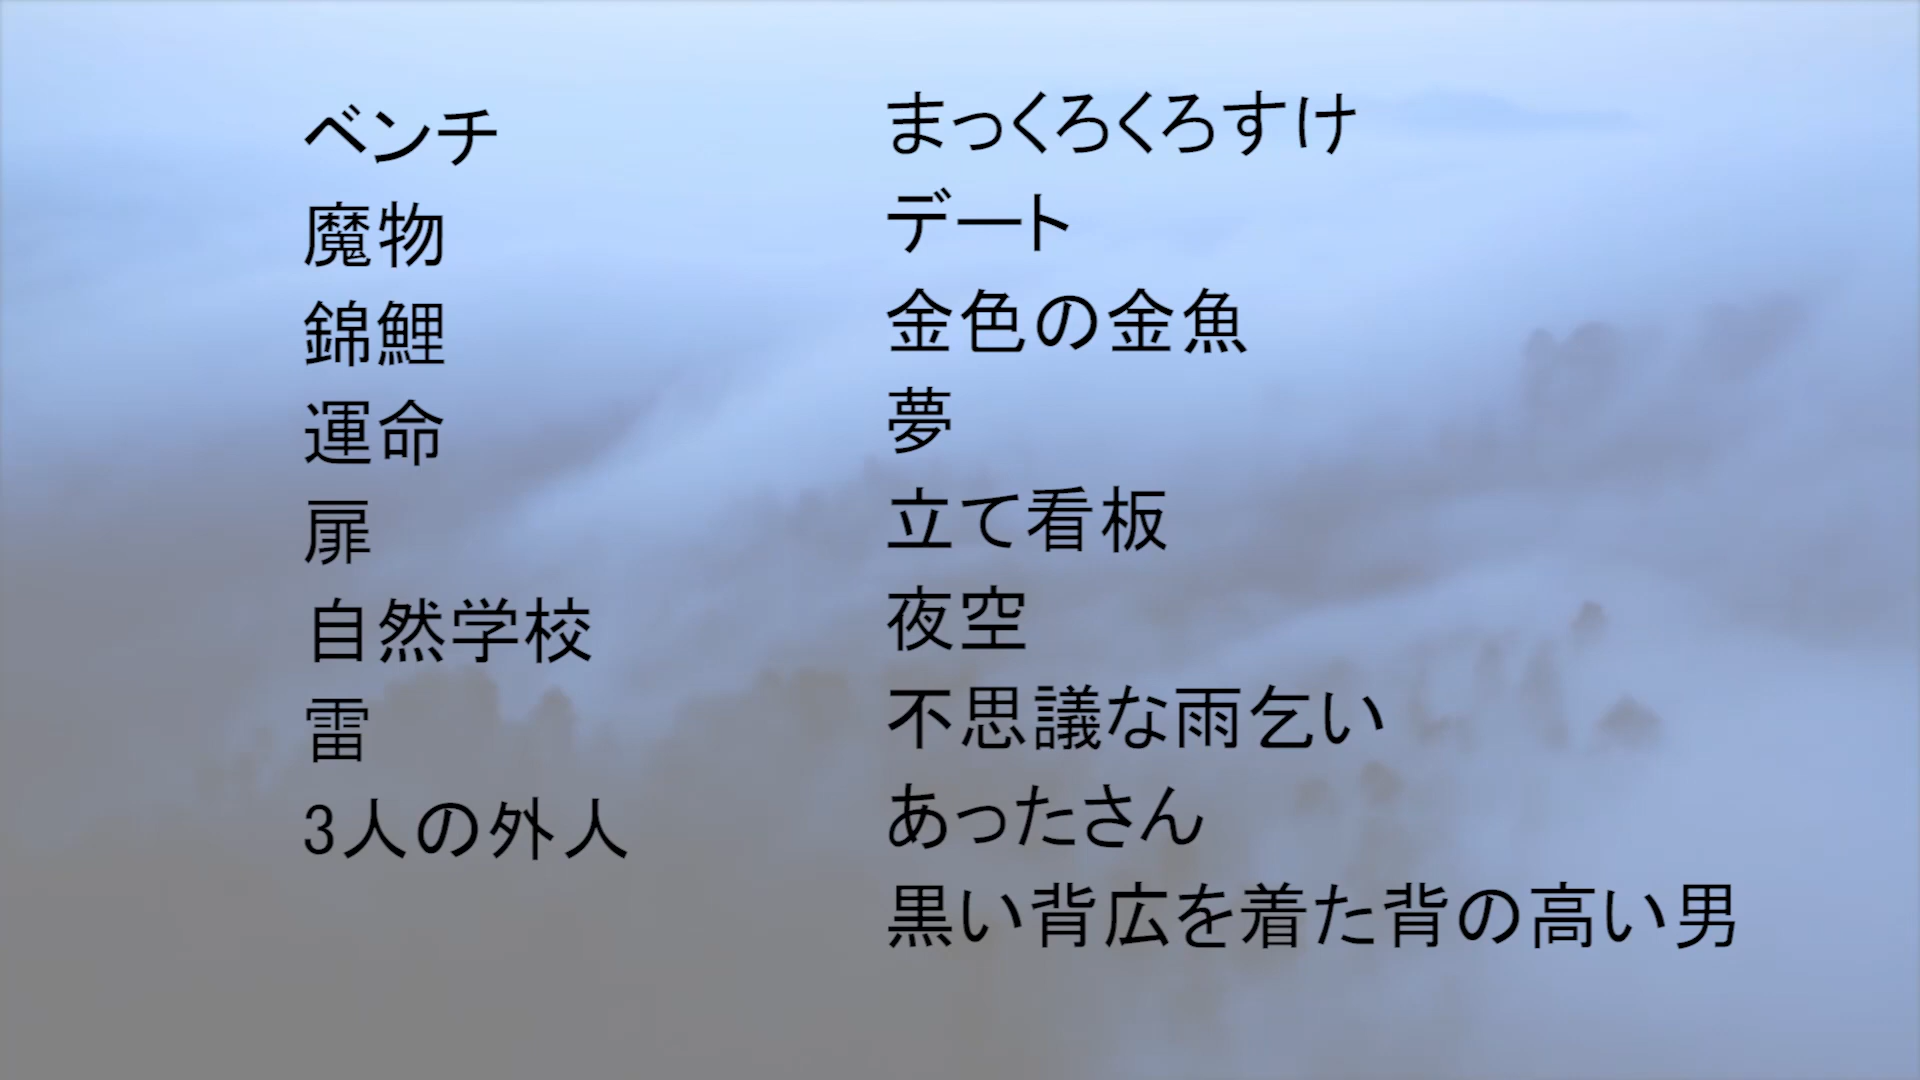 ベンチ
魔物
錦鯉
運命
扉
自然学校
雷
3人の外人
まっくろくろすけ
デート
金色の金魚
夢
立て看板
夜空
不思議な雨乞い
あったさん
黒い背広を着た背の高い男